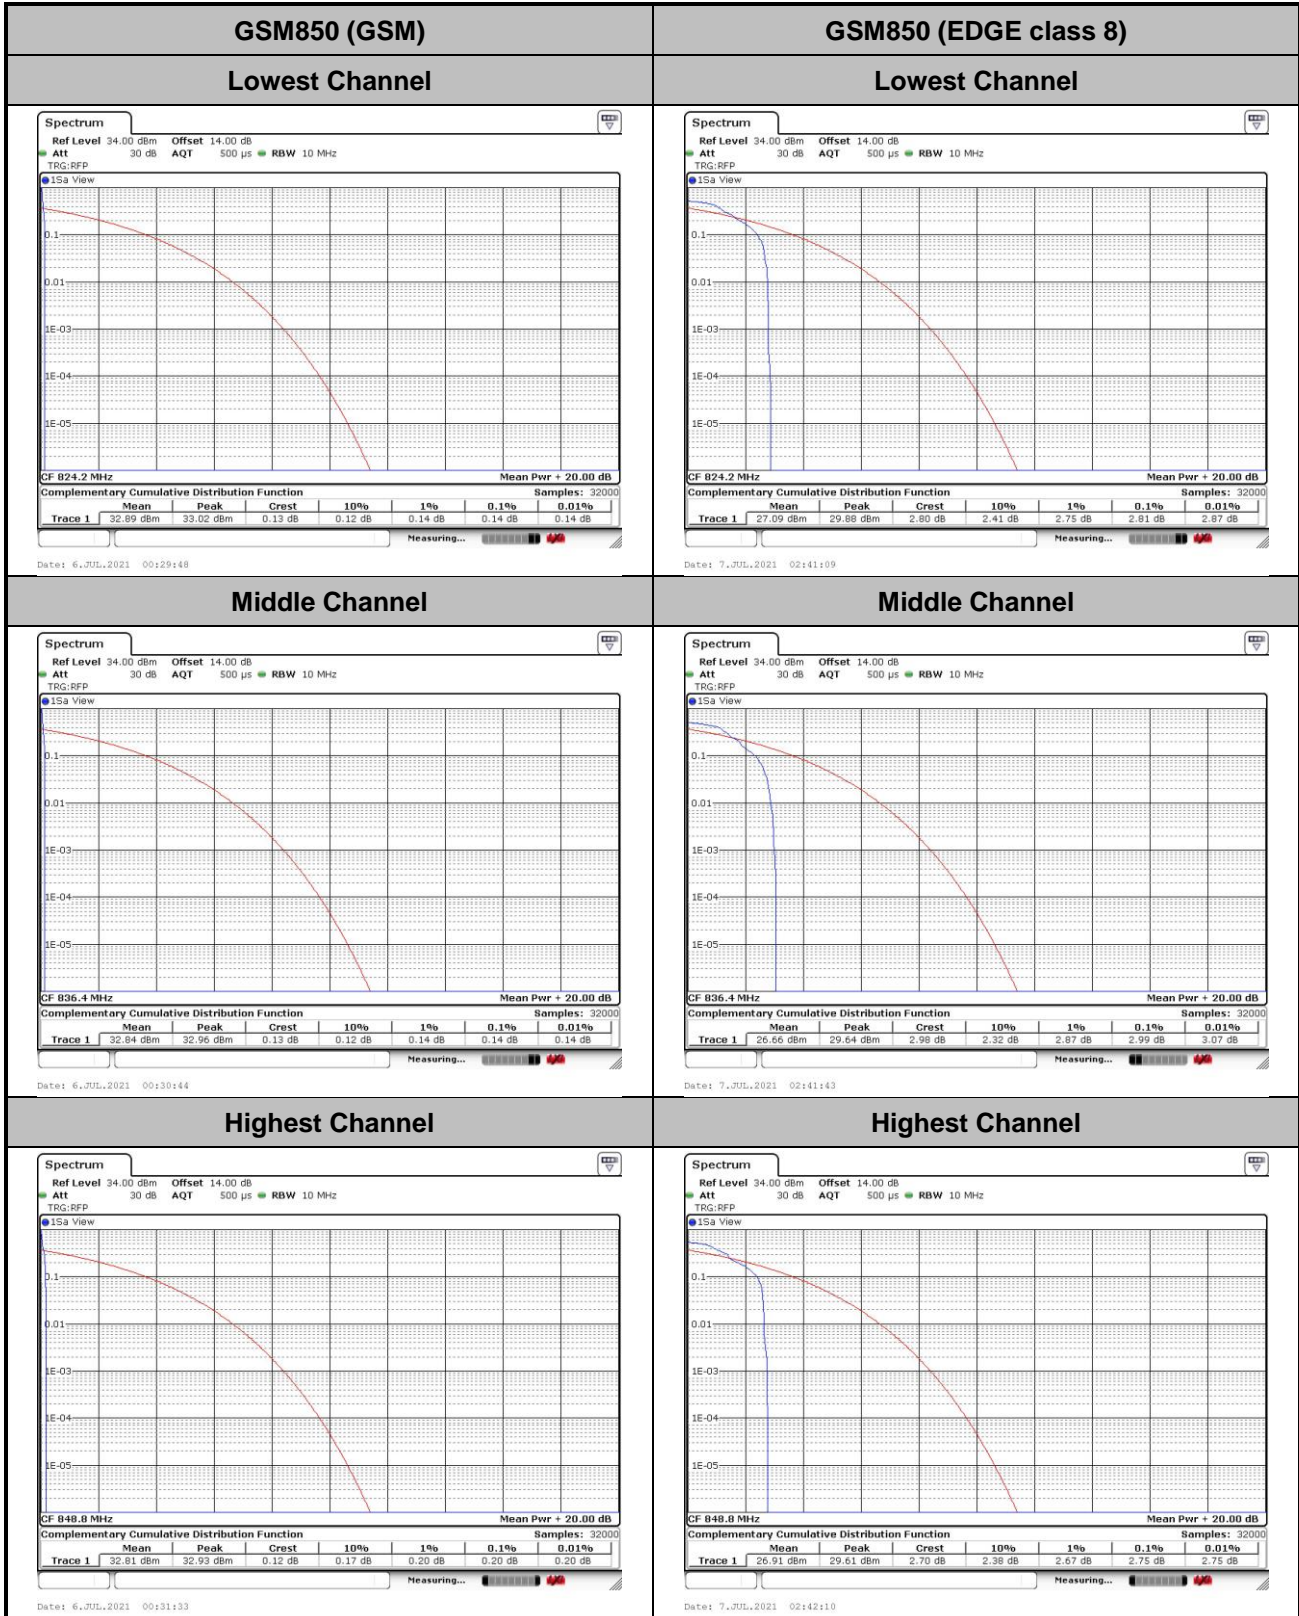 GSM850 (GSM) GSM850 (EDGE class 8)
Lowest Channel Lowest Channel
Spectrum
Ref Level 34.00 dBm Offset 14.00 dB
Att 30 dB AQT 500 µs RBW 10 MHz
TRG:RFP
1Sa View
0.1
0.01
1E-03
1E-04
1E-05
CF 824.2 MHz Mean Pwr + 20.00 dB
Complementary Cumulative Distribution Function Samples: 32000
Mean Peak Crest 10% 1% 0.1% 0.01%
Trace 1 32.89 dBm 33.02 dBm 0.13 dB 0.12 dB 0.14 dB 0.14 dB 0.14 dB
Measuring...
Date: 6.JUL.2021 00:29:48
Spectrum
Ref Level 34.00 dBm Offset 14.00 dB
Att 30 dB AQT 500 µs RBW 10 MHz
TRG:RFP
1Sa View
0.1
0.01
1E-03
1E-04
1E-05
CF 824.2 MHz Mean Pwr + 20.00 dB
Complementary Cumulative Distribution Function Samples: 32000
Mean Peak Crest 10% 1% 0.1% 0.01%
Trace 1 27.09 dBm 29.88 dBm 2.80 dB 2.41 dB 2.75 dB 2.81 dB 2.87 dB
Measuring...
Date: 7.JUL.2021 02:41:09
Middle Channel Middle Channel
Spectrum
Ref Level 34.00 dBm Offset 14.00 dB
Att 30 dB AQT 500 µs RBW 10 MHz
TRG:RFP
1Sa View
0.1
0.01
1E-03
1E-04
1E-05
CF 836.4 MHz Mean Pwr + 20.00 dB
Complementary Cumulative Distribution Function Samples: 32000
Mean Peak Crest 10% 1% 0.1% 0.01%
Trace 1 32.84 dBm 32.96 dBm 0.13 dB 0.12 dB 0.14 dB 0.14 dB 0.14 dB
Measuring...
Date: 6.JUL.2021 00:30:44
Spectrum
Ref Level 34.00 dBm Offset 14.00 dB
Att 30 dB AQT 500 µs RBW 10 MHz
TRG:RFP
1Sa View
0.1
0.01
1E-03
1E-04
1E-05
CF 836.4 MHz Mean Pwr + 20.00 dB
Complementary Cumulative Distribution Function Samples: 32000
Mean Peak Crest 10% 1% 0.1% 0.01%
Trace 1 26.66 dBm 29.64 dBm 2.98 dB 2.32 dB 2.87 dB 2.99 dB 3.07 dB
Measuring...
Date: 7.JUL.2021 02:41:43
Highest Channel Highest Channel
Spectrum
Ref Level 34.00 dBm Offset 14.00 dB
Att 30 dB AQT 500 µs RBW 10 MHz
TRG:RFP
1Sa View
0.1
0.01
1E-03
1E-04
1E-05
CF 848.8 MHz Mean Pwr + 20.00 dB
Complementary Cumulative Distribution Function Samples: 32000
Mean Peak Crest 10% 1% 0.1% 0.01%
Trace 1 32.81 dBm 32.93 dBm 0.12 dB 0.17 dB 0.20 dB 0.20 dB 0.20 dB
Measuring...
Date: 6.JUL.2021 00:31:33
Spectrum
Ref Level 34.00 dBm Offset 14.00 dB
Att 30 dB AQT 500 µs RBW 10 MHz
TRG:RFP
1Sa View
0.1
0.01
1E-03
1E-04
1E-05
CF 848.8 MHz Mean Pwr + 20.00 dB
Complementary Cumulative Distribution Function Samples: 32000
Mean Peak Crest 10% 1% 0.1% 0.01%
Trace 1 26.91 dBm 29.61 dBm 2.70 dB 2.38 dB 2.67 dB 2.75 dB 2.75 dB
Measuring...
Date: 7.JUL.2021 02:42:10